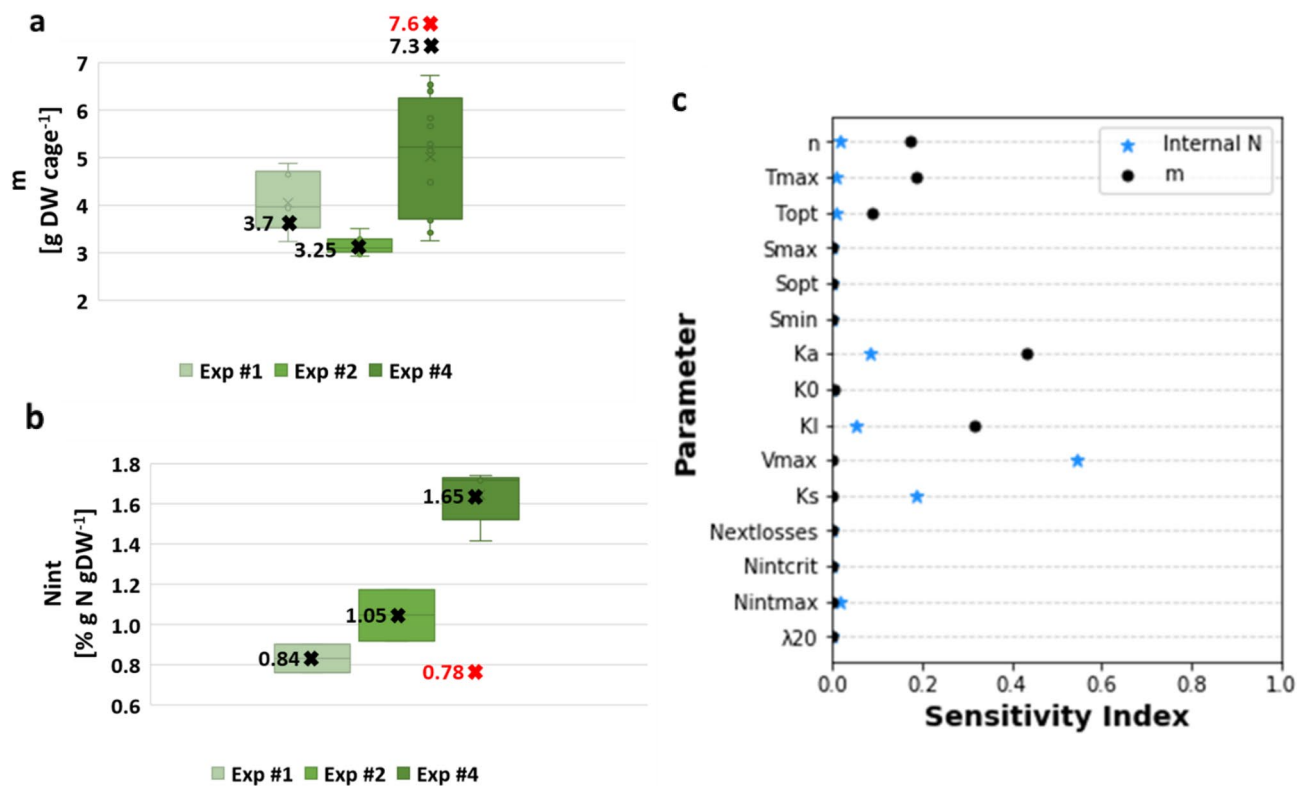 a
7.6
7.3
7
6
5
4
3
2
m
[g DW cage⁻¹]
3.7
3.25
Exp #1 Exp #2 Exp #4
b
1.8
1.6
1.4
1.2
1.0
0.8
0.6
Nint
[% g N gDW⁻¹]
1.65
1.05
0.84
0.78
Exp #1 Exp #2 Exp #4
c
Internal N
m
Parameter
n
Tmax
Topt
Smax
Sopt
Smin
Ka
K0
KI
Vmax
Ks
Nextlosses
Nintcrit
Nintmax
λ20
0.0 0.2 0.4 0.6 0.8 1.0
Sensitivity Index